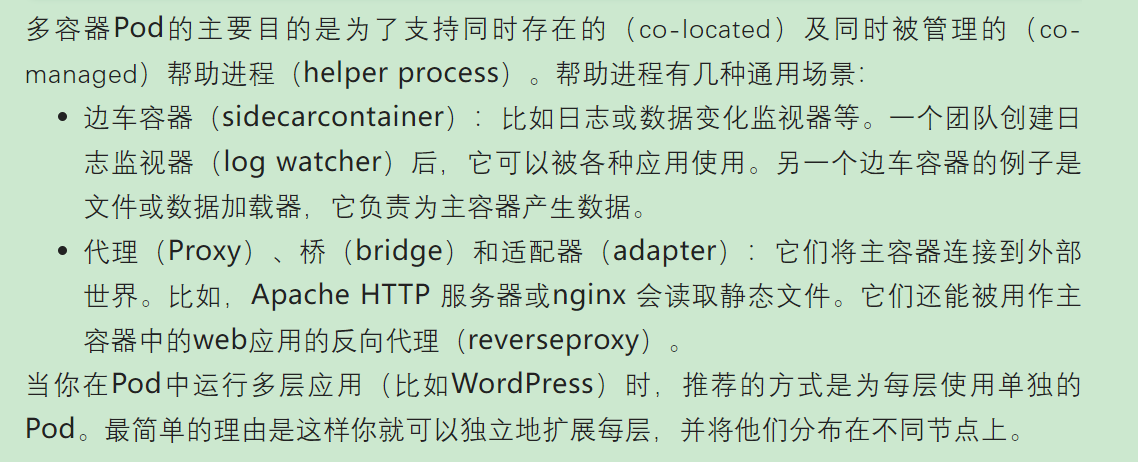 多容器Pod的主要目的是为了支持同时存在的（co-located）及同时被管理的（co-
managed）帮助进程（helper process）。帮助进程有几种通用场景：
• 边车容器（sidecarcontainer）：比如日志或数据变化监视器等。一个团队创建日
志监视器（log watcher）后，它可以被各种应用使用。另一个边车容器的例子是
文件或数据加载器，它负责为主容器产生数据。
• 代理（Proxy）、桥（bridge）和适配器（adapter）：它们将主容器连接到外部
世界。比如，Apache HTTP 服务器或nginx 会读取静态文件。它们还能被用作主
容器中的web应用的反向代理（reverseproxy）。
当你在Pod中运行多层应用（比如WordPress）时，推荐的方式是为每层使用单独的
Pod。最简单的理由是这样你就可以独立地扩展每层，并将他们分布在不同节点上。